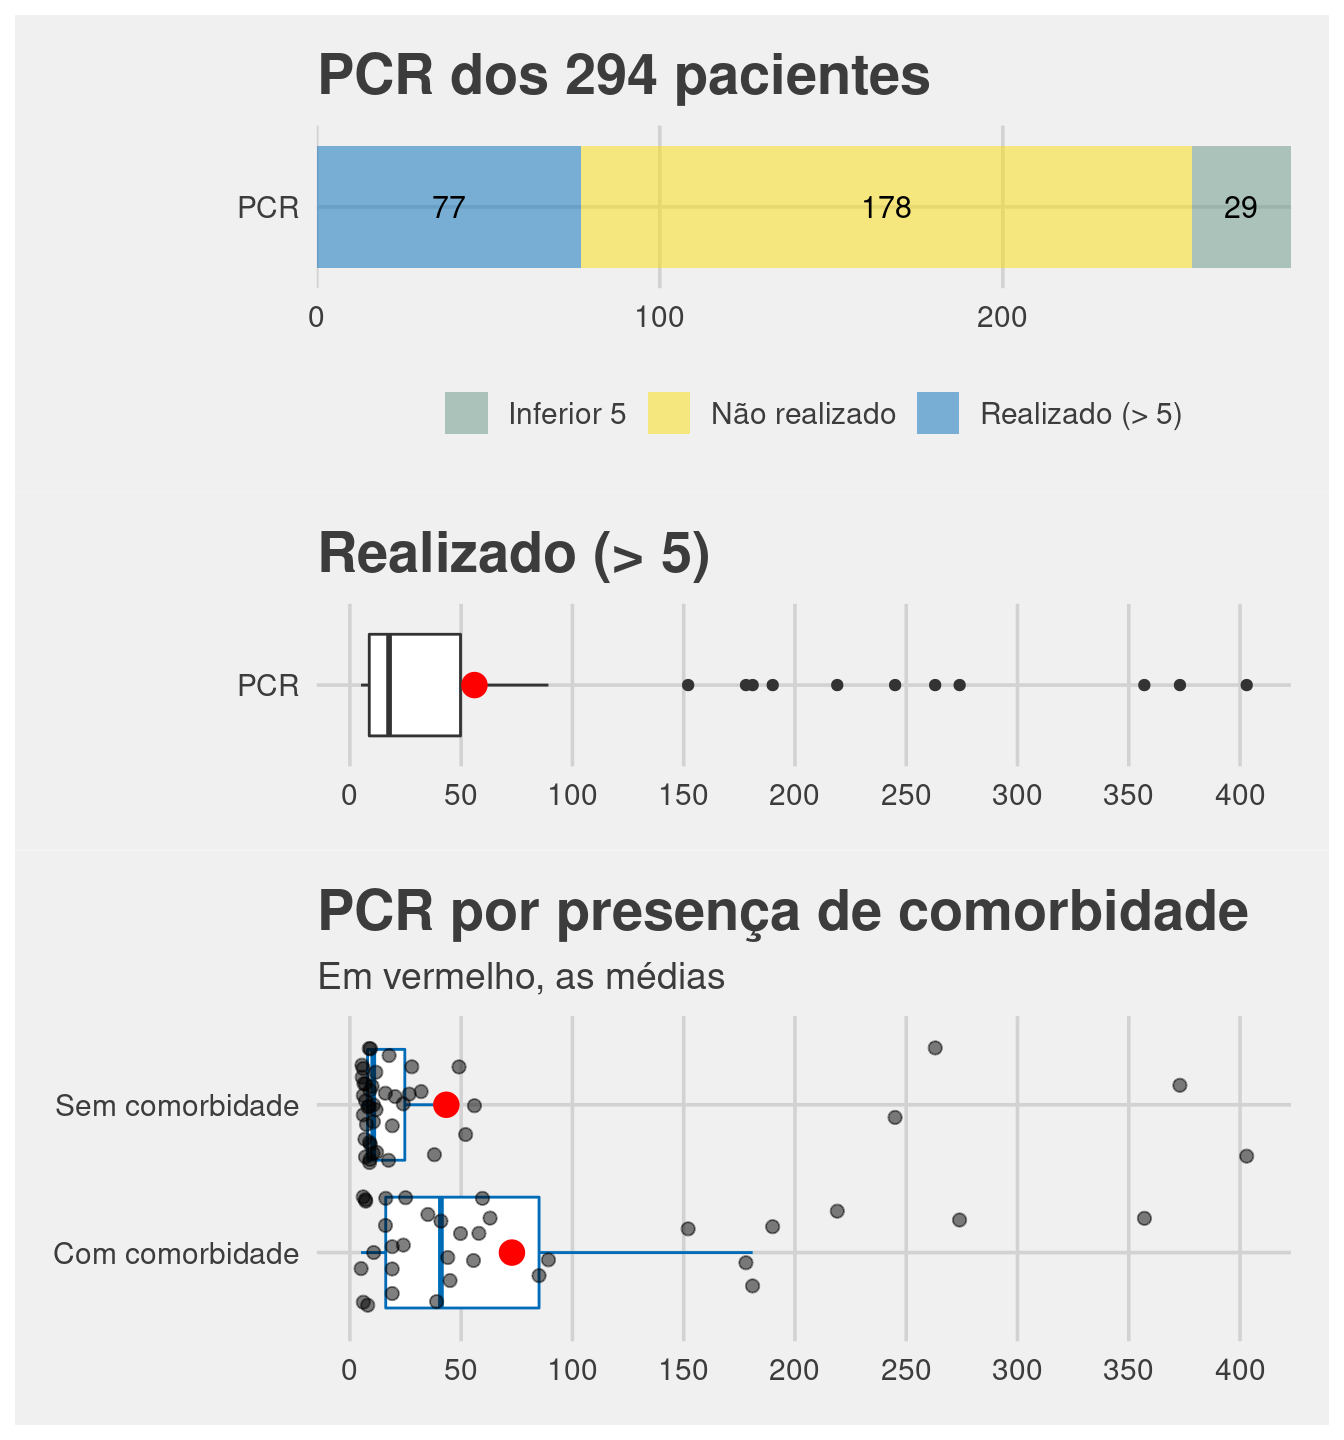 PCR dos 294 pacientes
PCR
77
178
29
0 100 200
Inferior 5 Não realizado Realizado (> 5)
Realizado (> 5)
PCR
0 50 100 150 200 250 300 350 400
PCR por presença de comorbidade
Em vermelho, as médias
Sem comorbidade
Com comorbidade
0 50 100 150 200 250 300 350 400